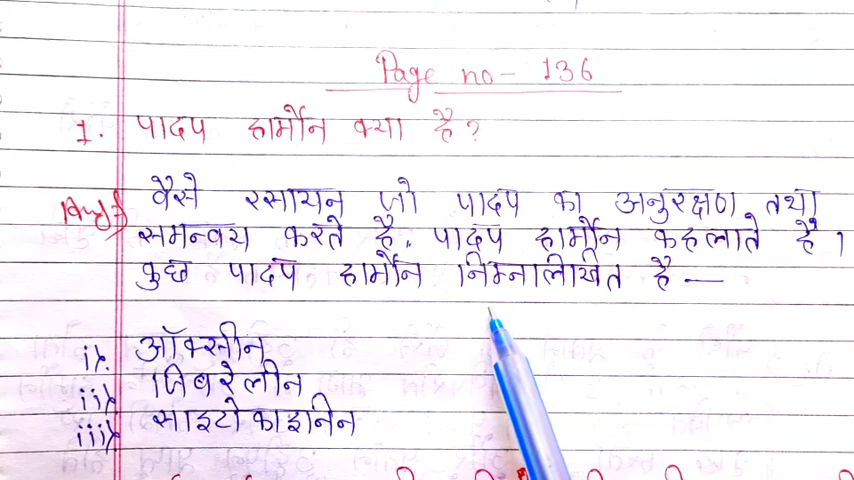 Page no - 136
1. पादप हार्मोन क्या है?
वैसे रसायन जो पादप का अनुरक्षण तथा
समन्वय करते है. पादप हार्मोन कहलाते है।
कुछ पादप हार्मोन निम्नलिखित है —
i). ऑक्सीन
ii). जिबरेलीन
iii). साइटोकाइनिन